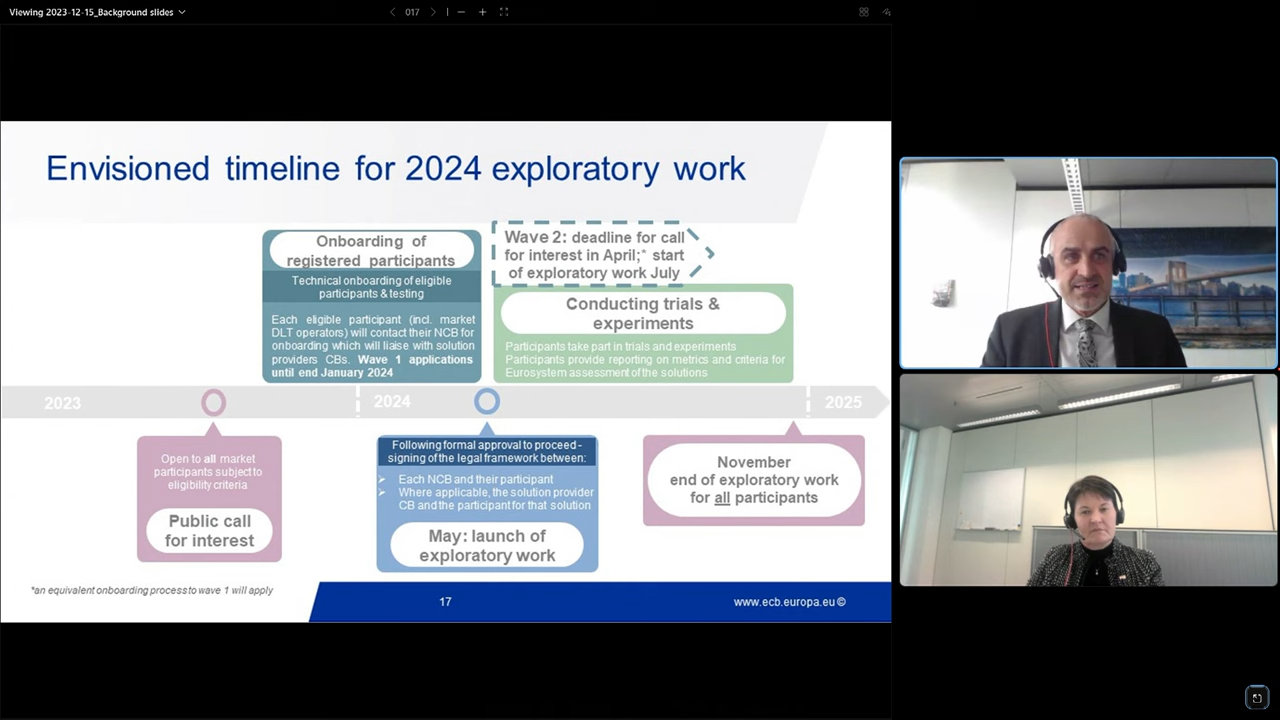 Viewing 2023-12-15_Background slides
017
Envisioned timeline for 2024 exploratory work
Onboarding of
registered participants
Technical onboarding of eligible
participants & testing
Each eligible participant (incl. market
DLT operators) will contact their NCB for
onboarding which will liaise with solution
providers CBs. Wave 1 applications
until end January 2024
Wave 2: deadline for call
for interest in April;* start
of exploratory work July
Conducting trials &
experiments
Participants take part in trials and experiments
Participants provide reporting on metrics and criteria for
Eurosystem assessment of the solutions
2023
2024
2025
Open to all market
participants subject to
eligibility criteria
Public call
for interest
Following formal approval to proceed -
signing of the legal framework between:
Each NCB and their participant
Where applicable, the solution provider
CB and the participant for that solution
May: launch of
exploratory work
November
end of exploratory work
for all participants
*an equivalent onboarding process to wave 1 will apply
17
www.ecb.europa.eu ©